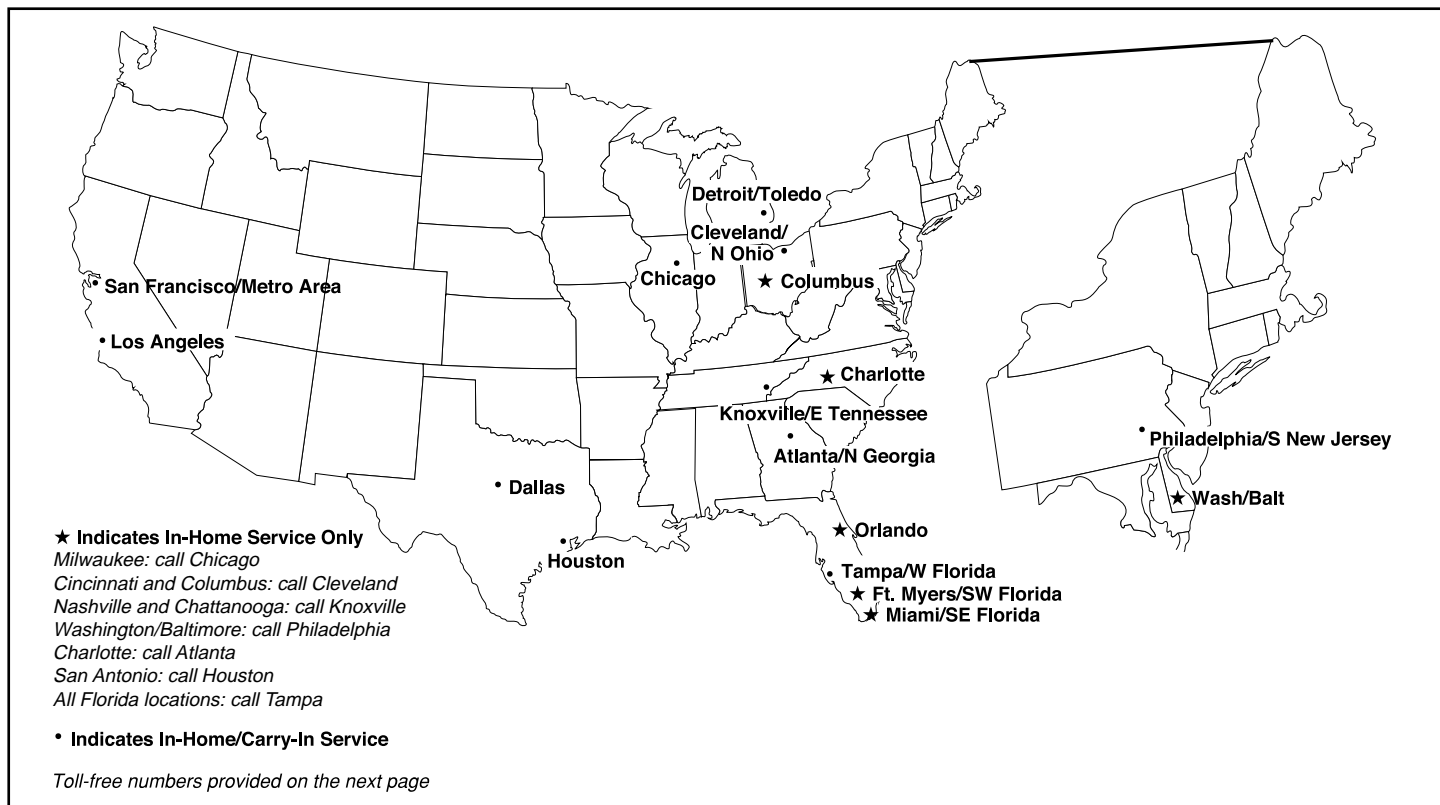 Detroit/Toledo
Cleveland/
N Ohio
Chicago
★ Columbus
• San Francisco/Metro Area
• Los Angeles
★ Charlotte
Knoxville/E Tennessee
Atlanta/N Georgia
• Philadelphia/S New Jersey
• Dallas
★ Wash/Balt
★ Orlando
Houston
• Tampa/W Florida
★ Ft. Myers/SW Florida
★ Miami/SE Florida
★ Indicates In-Home Service Only
Milwaukee: call Chicago
Cincinnati and Columbus: call Cleveland
Nashville and Chattanooga: call Knoxville
Washington/Baltimore: call Philadelphia
Charlotte: call Atlanta
San Antonio: call Houston
All Florida locations: call Tampa
• Indicates In-Home/Carry-In Service
Toll-free numbers provided on the next page